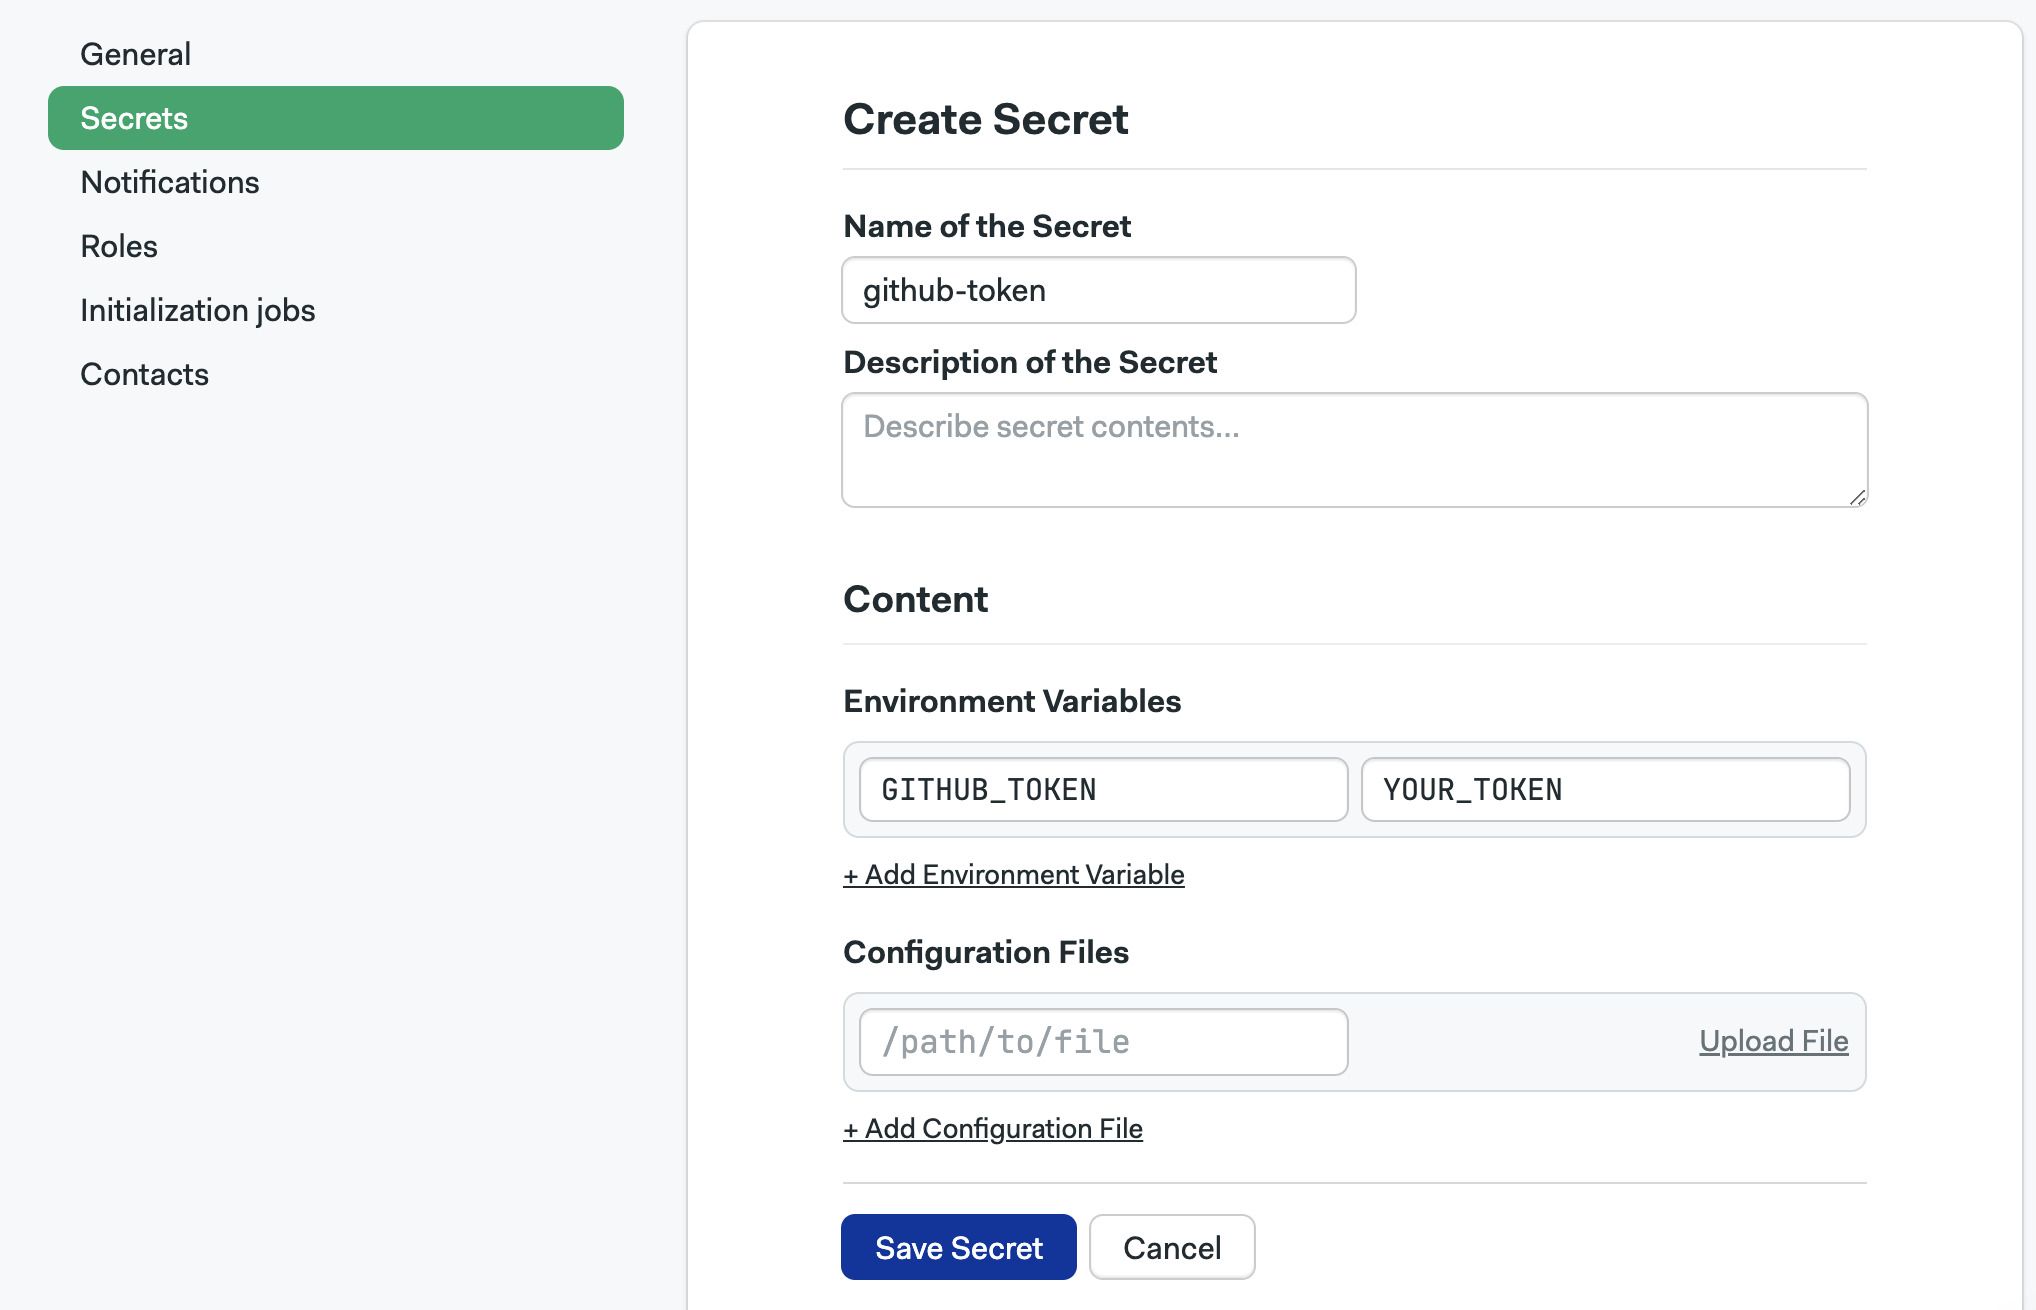 General
Secrets
Notifications
Roles
Initialization jobs
Contacts
Create Secret
Name of the Secret
github-token
Description of the Secret
Describe secret contents...
Content
Environment Variables
GITHUB_TOKEN YOUR_TOKEN
+ Add Environment Variable
Configuration Files
/path/to/file Upload File
+ Add Configuration File
Save Secret Cancel